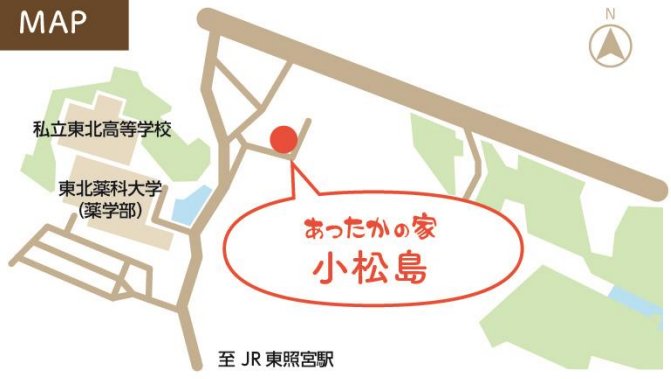 MAP
N
私立東北高等学校
東北薬科大学
(薬学部)
あったかの家
小松島
至 JR 東照宮駅